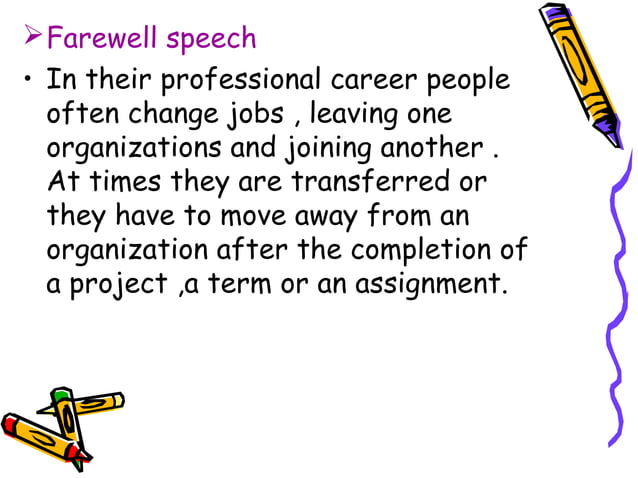 ➢Farewell speech
• In their professional career people
often change jobs , leaving one
organizations and joining another .
At times they are transferred or
they have to move away from an
organization after the completion of
a project ,a term or an assignment.